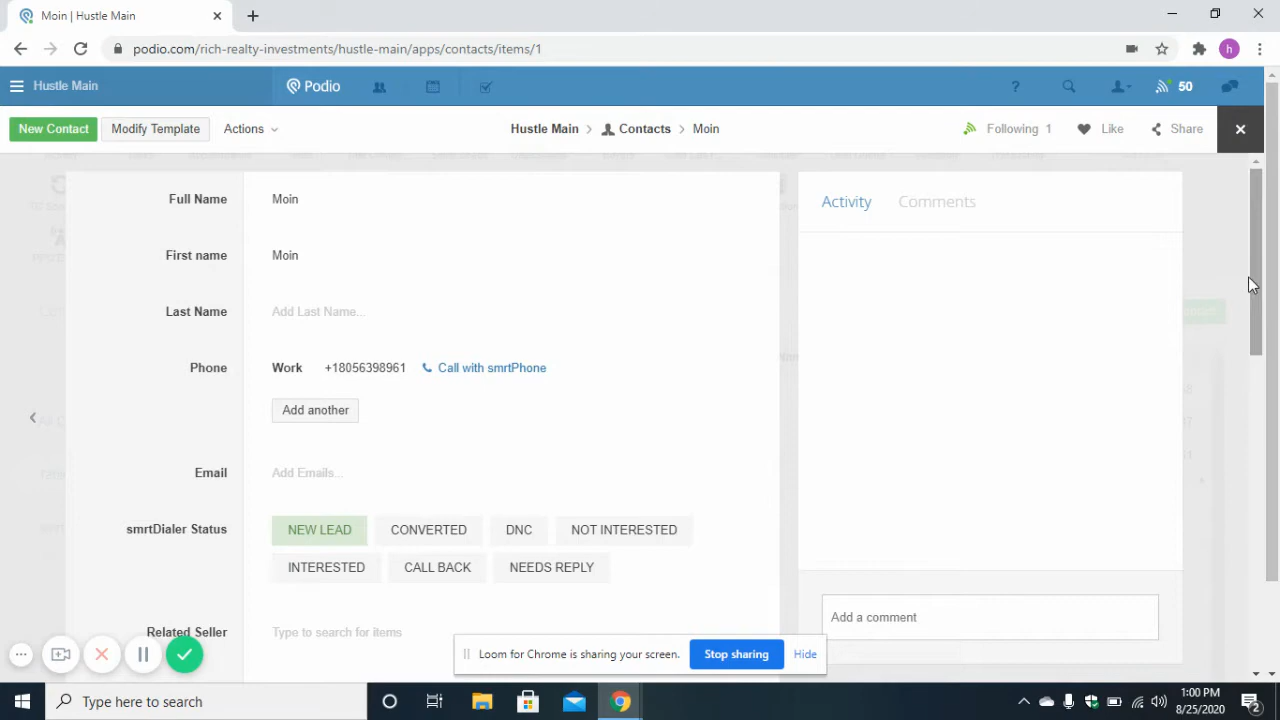 Moin | Hustle Main
podio.com/rich-realty-investments/hustle-main/apps/contacts/items/1
h
Hustle Main
Podio
?
50
New Contact
Modify Template
Actions
Hustle Main > Contacts > Moin
Following 1
Like
Share
Full Name
Moin
First name
Moin
Last Name
Add Last Name...
Phone
Work
+18056398961
Call with smrtPhone
Add another
Email
Add Emails...
smrtDialer Status
NEW LEAD
CONVERTED
DNC
NOT INTERESTED
INTERESTED
CALL BACK
NEEDS REPLY
Related Seller
Type to search for items
Activity
Comments
Add a comment
Loom for Chrome is sharing your screen.
Stop sharing
Hide
Type here to search
1:00 PM
8/25/2020
2